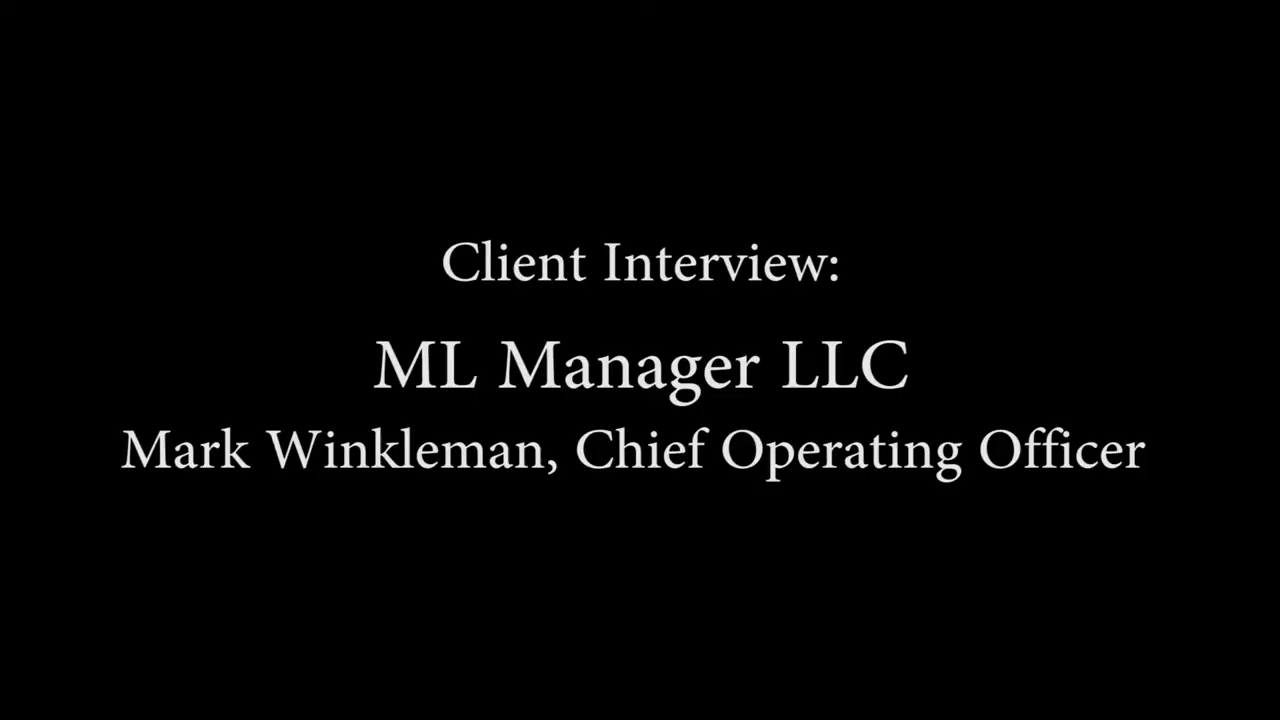 Client Interview:
ML Manager LLC
Mark Winkleman, Chief Operating Officer